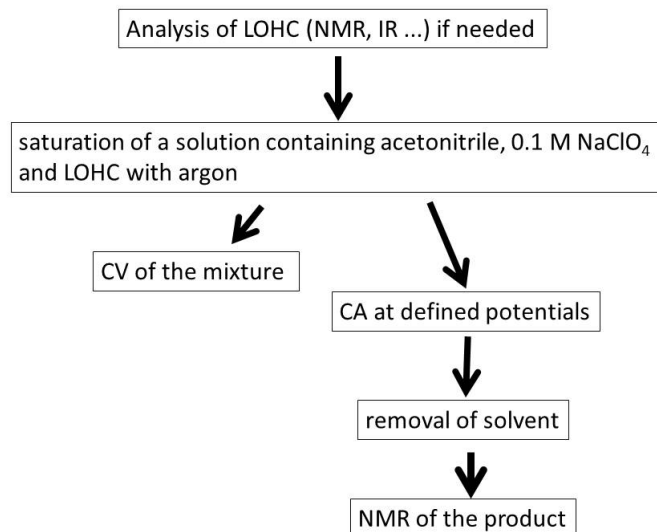 Analysis of LOHC (NMR, IR ...) if needed
saturation of a solution containing acetonitrile, 0.1 M NaClO₄
and LOHC with argon
CV of the mixture
CA at defined potentials
removal of solvent
NMR of the product